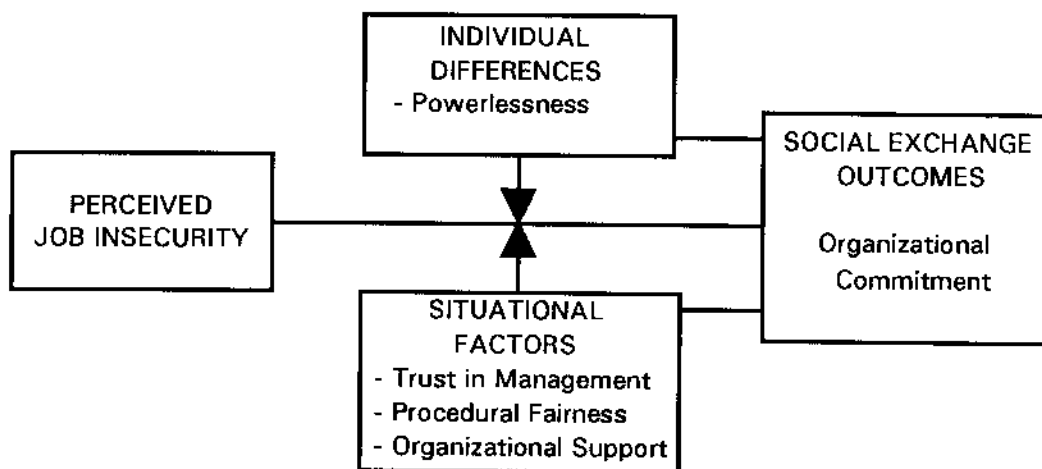 INDIVIDUAL
DIFFERENCES
- Powerlessness
SOCIAL EXCHANGE
OUTCOMES
Organizational
Commitment
PERCEIVED
JOB INSECURITY
SITUATIONAL
FACTORS
- Trust in Management
- Procedural Fairness
- Organizational Support